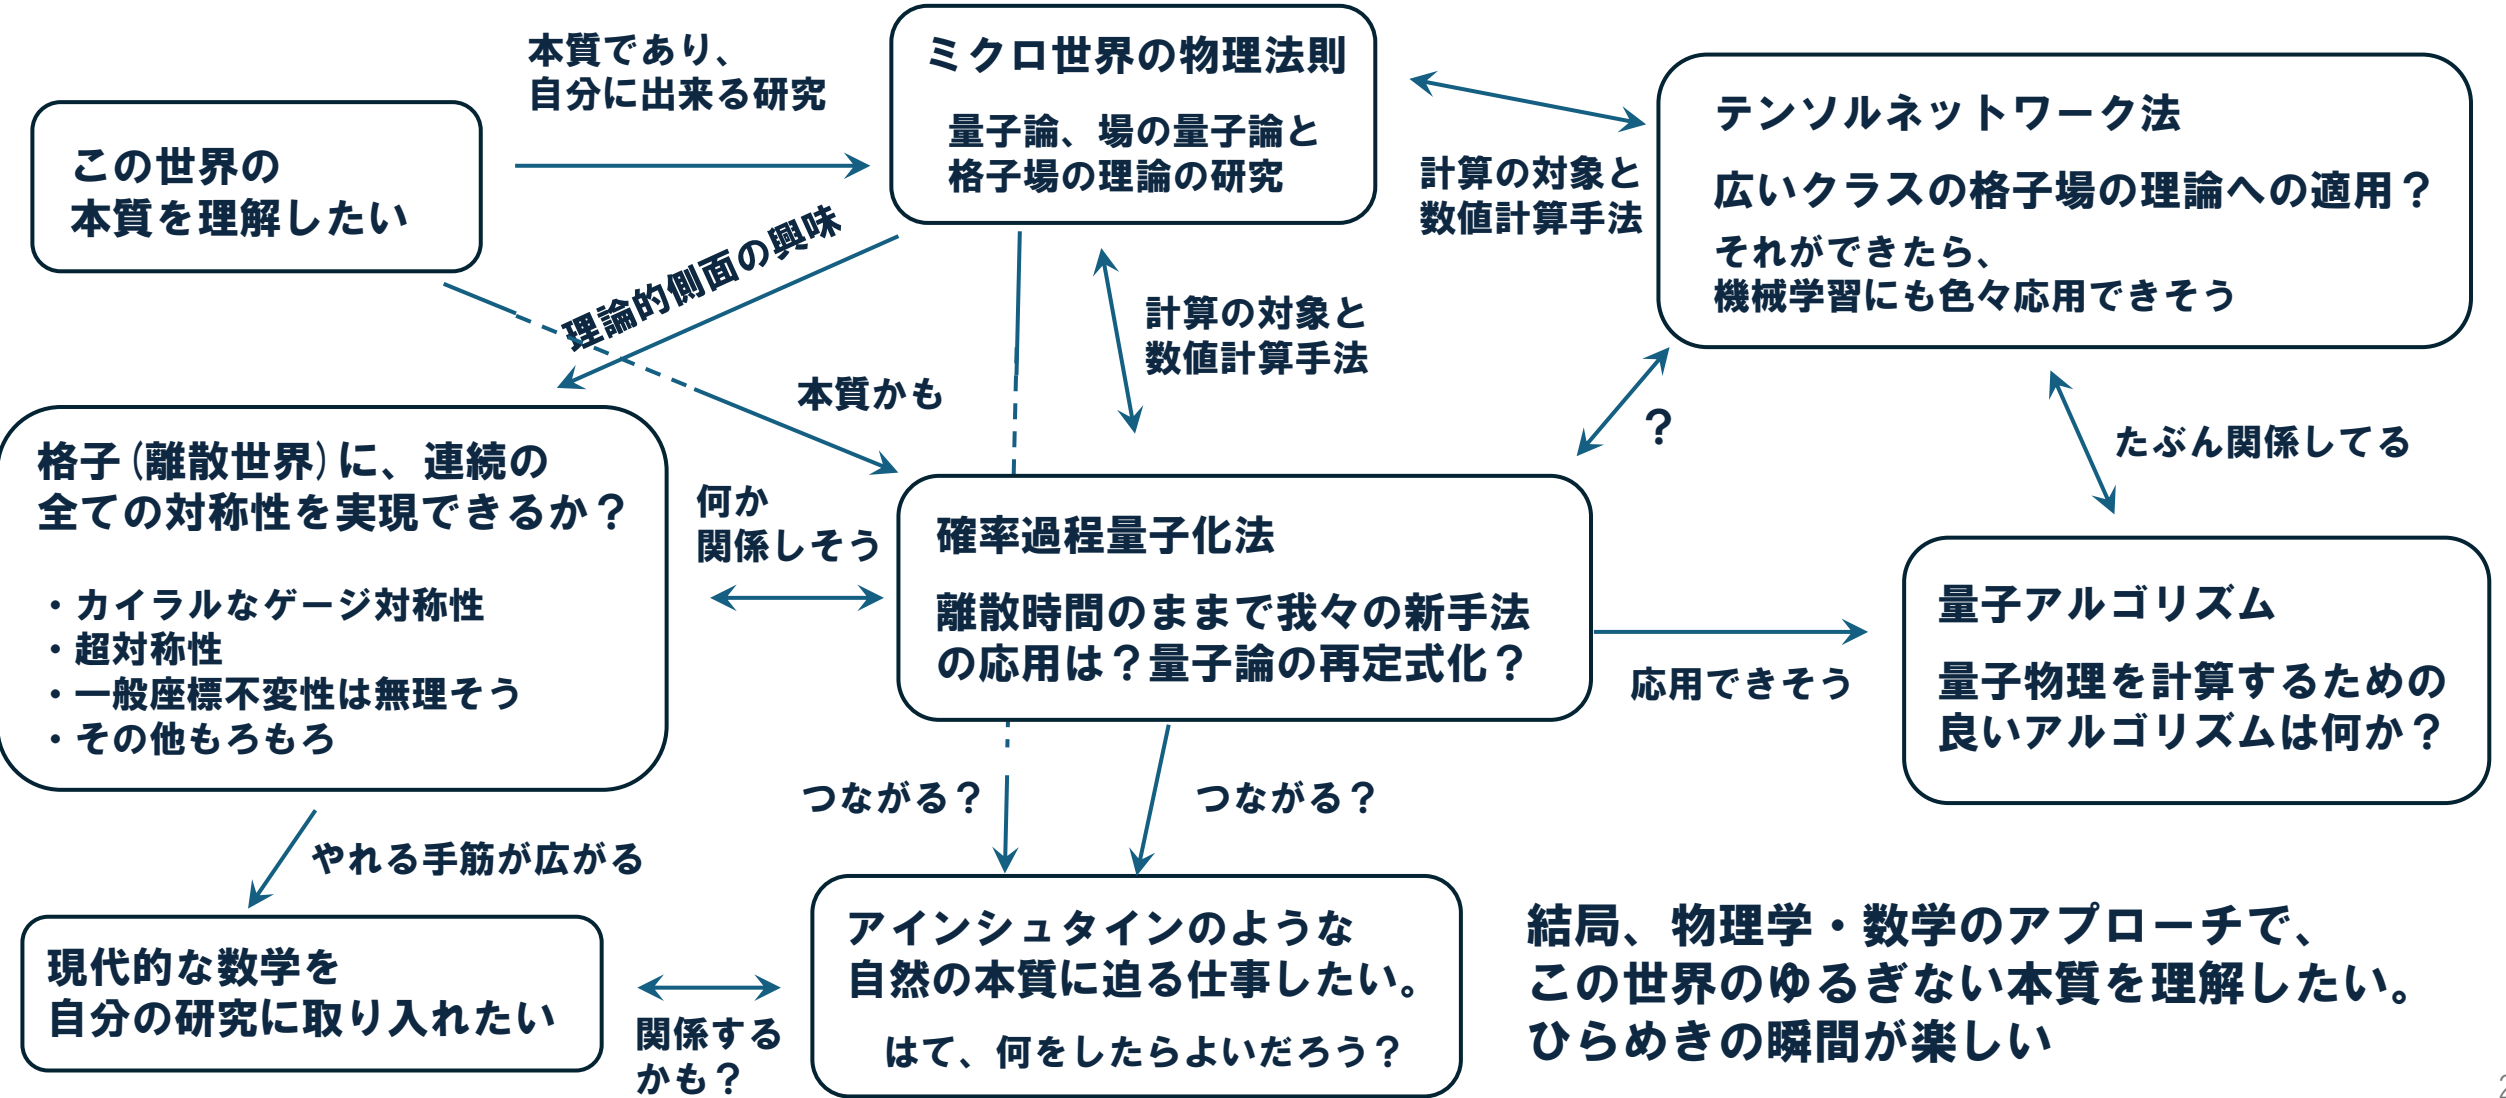 本質であり、
自分に出来る研究
ミクロ世界の物理法則
量子論、場の量子論と
格子場の理論の研究
この世界の
本質を理解したい
テンソルネットワーク法
広いクラスの格子場の理論への適用？
それができたら、
機械学習にも色々応用できそう
計算の対象と
数値計算手法
理論的側面の興味
計算の対象と
数値計算手法
本質かも
？
たぶん関係してる
格子(離散世界)に、連続の
全ての対称性を実現できるか？
・カイラルなゲージ対称性
・超対称性
・一般座標不変性は無理そう
・その他もろもろ
何か
関係しそう
確率過程量子化法
離散時間のままで我々の新手法
の応用は？量子論の再定式化？
応用できそう
量子アルゴリズム
量子物理を計算するための
良いアルゴリズムは何か？
つながる？
つながる？
やれる手筋が広がる
現代的な数学を
自分の研究に取り入れたい
関係する
かも？
アインシュタインのような
自然の本質に迫る仕事したい。
はて、何をしたらよいだろう？
結局、物理学・数学のアプローチで、
この世界のゆるぎない本質を理解したい。
ひらめきの瞬間が楽しい
2